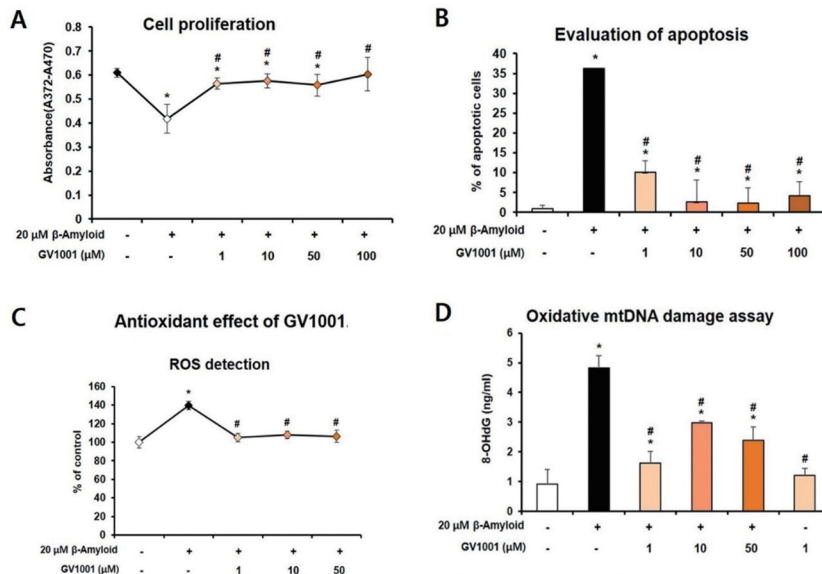 A
Cell proliferation
Absorbance(A372-A470)
0.8
0.7
0.6
0.5
0.4
0.3
0.2
0.1
0
* # * # * # * #
20 µM β-Amyloid - + + + + +
GV1001 (µM) - - 1 10 50 100
B
Evaluation of apoptosis
% of apoptotic cells
40
35
30
25
20
15
10
5
0
* # * # * # * # *
20 µM β-Amyloid - + + + + +
GV1001 (µM) - - 1 10 50 100
C
Antioxidant effect of GV1001.
ROS detection
% of control
160
140
120
100
80
60
40
20
0
* # # #
20 µM β-Amyloid - + + + +
GV1001 (µM) - - 1 10 50
D
Oxidative mtDNA damage assay
8-OHdG (ng/ml)
6
5
4
3
2
1
0
* # * # * # * #
20 µM β-Amyloid - + + + + -
GV1001 (µM) - - 1 10 50 1